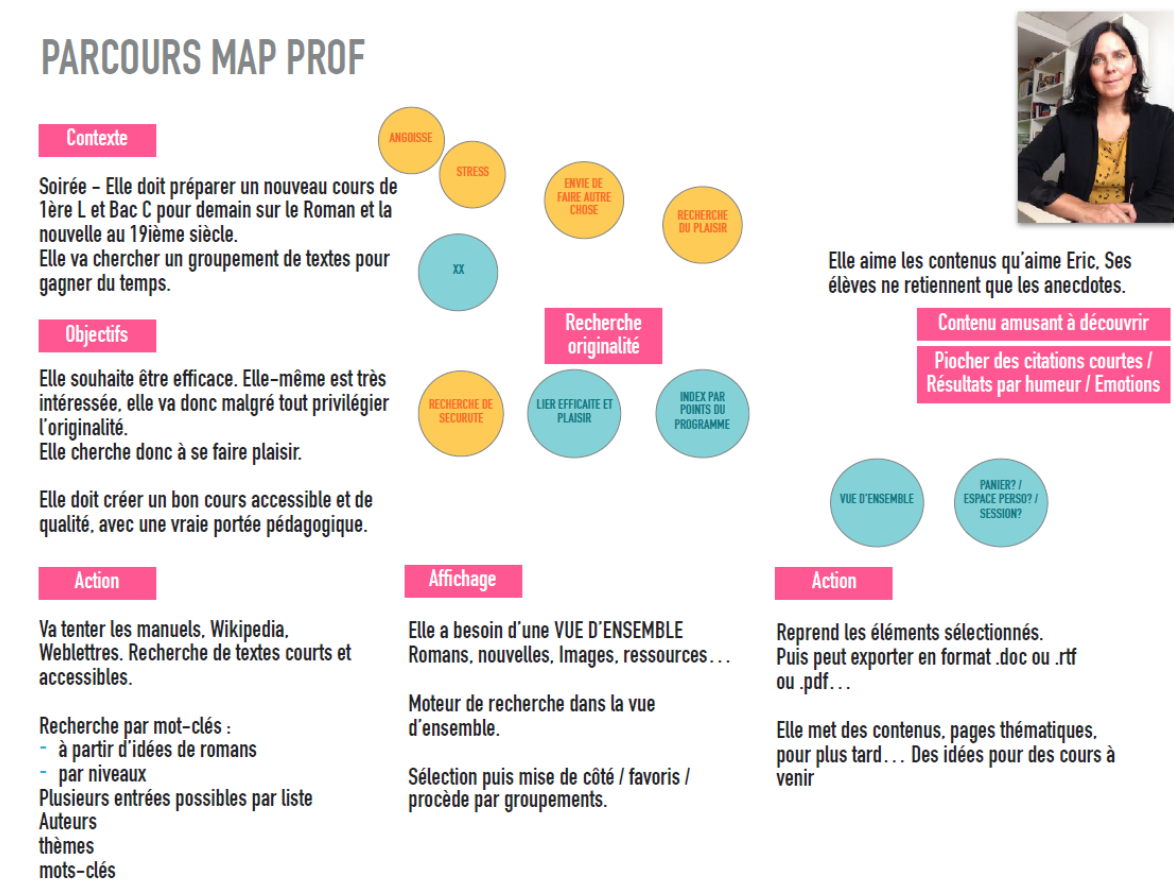 PARCOURS MAP PROF
Contexte
Soirée - Elle doit préparer un nouveau cours de
1ère L et Bac C pour demain sur le Roman et la
nouvelle au 19ième siècle.
Elle va chercher un groupement de textes pour
gagner du temps.
ANGOISSE
STRESS
ENVIE DE
FAIRE AUTRE
CHOSE
RECHERCHE
DU PLAISIR
XX
Elle aime les contenus qu'aime Eric, Ses
élèves ne retiennent que les anecdotes.
Objectifs
Elle souhaite être efficace. Elle-même est très
intéressée, elle va donc malgré tout privilégier
l'originalité.
Elle cherche donc à se faire plaisir.
Elle doit créer un bon cours accessible et de
qualité, avec une vraie portée pédagogique.
Recherche
originalité
Contenu amusant à découvrir
Piocher des citations courtes /
Résultats par humeur / Emotions
RECHERCHE DE
SECURUTE
LIER EFFICAITE ET
PLAISIR
INDEX PAR
POINTS DU
PROGRAMME
VUE D'ENSEMBLE
PANIER? /
ESPACE PERSO? /
SESSION?
Action
Va tenter les manuels, Wikipedia,
Weblettres. Recherche de textes courts et
accessibles.
Recherche par mot-clés :
- à partir d'idées de romans
- par niveaux
Plusieurs entrées possibles par liste
Auteurs
thèmes
mots-clés
Affichage
Elle a besoin d'une VUE D'ENSEMBLE
Romans, nouvelles, Images, ressources...
Moteur de recherche dans la vue
d'ensemble.
Sélection puis mise de côté / favoris /
procède par groupements.
Action
Reprend les éléments sélectionnés.
Puis peut exporter en format .doc ou .rtf
ou .pdf...
Elle met des contenus, pages thématiques,
pour plus tard... Des idées pour des cours à
venir